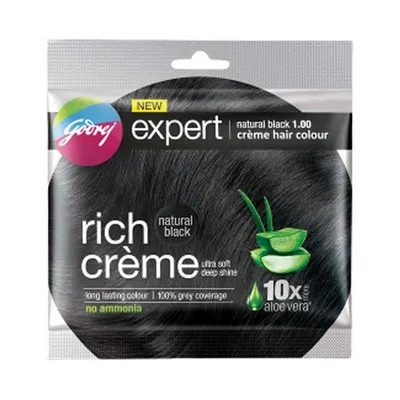 NEW
Godrej
expert
natural black 1.00
crème hair colour
rich
natural
black
crème
ultra soft
deep shine
long lasting colour
100% grey coverage
no ammonia
10x
aloe vera*